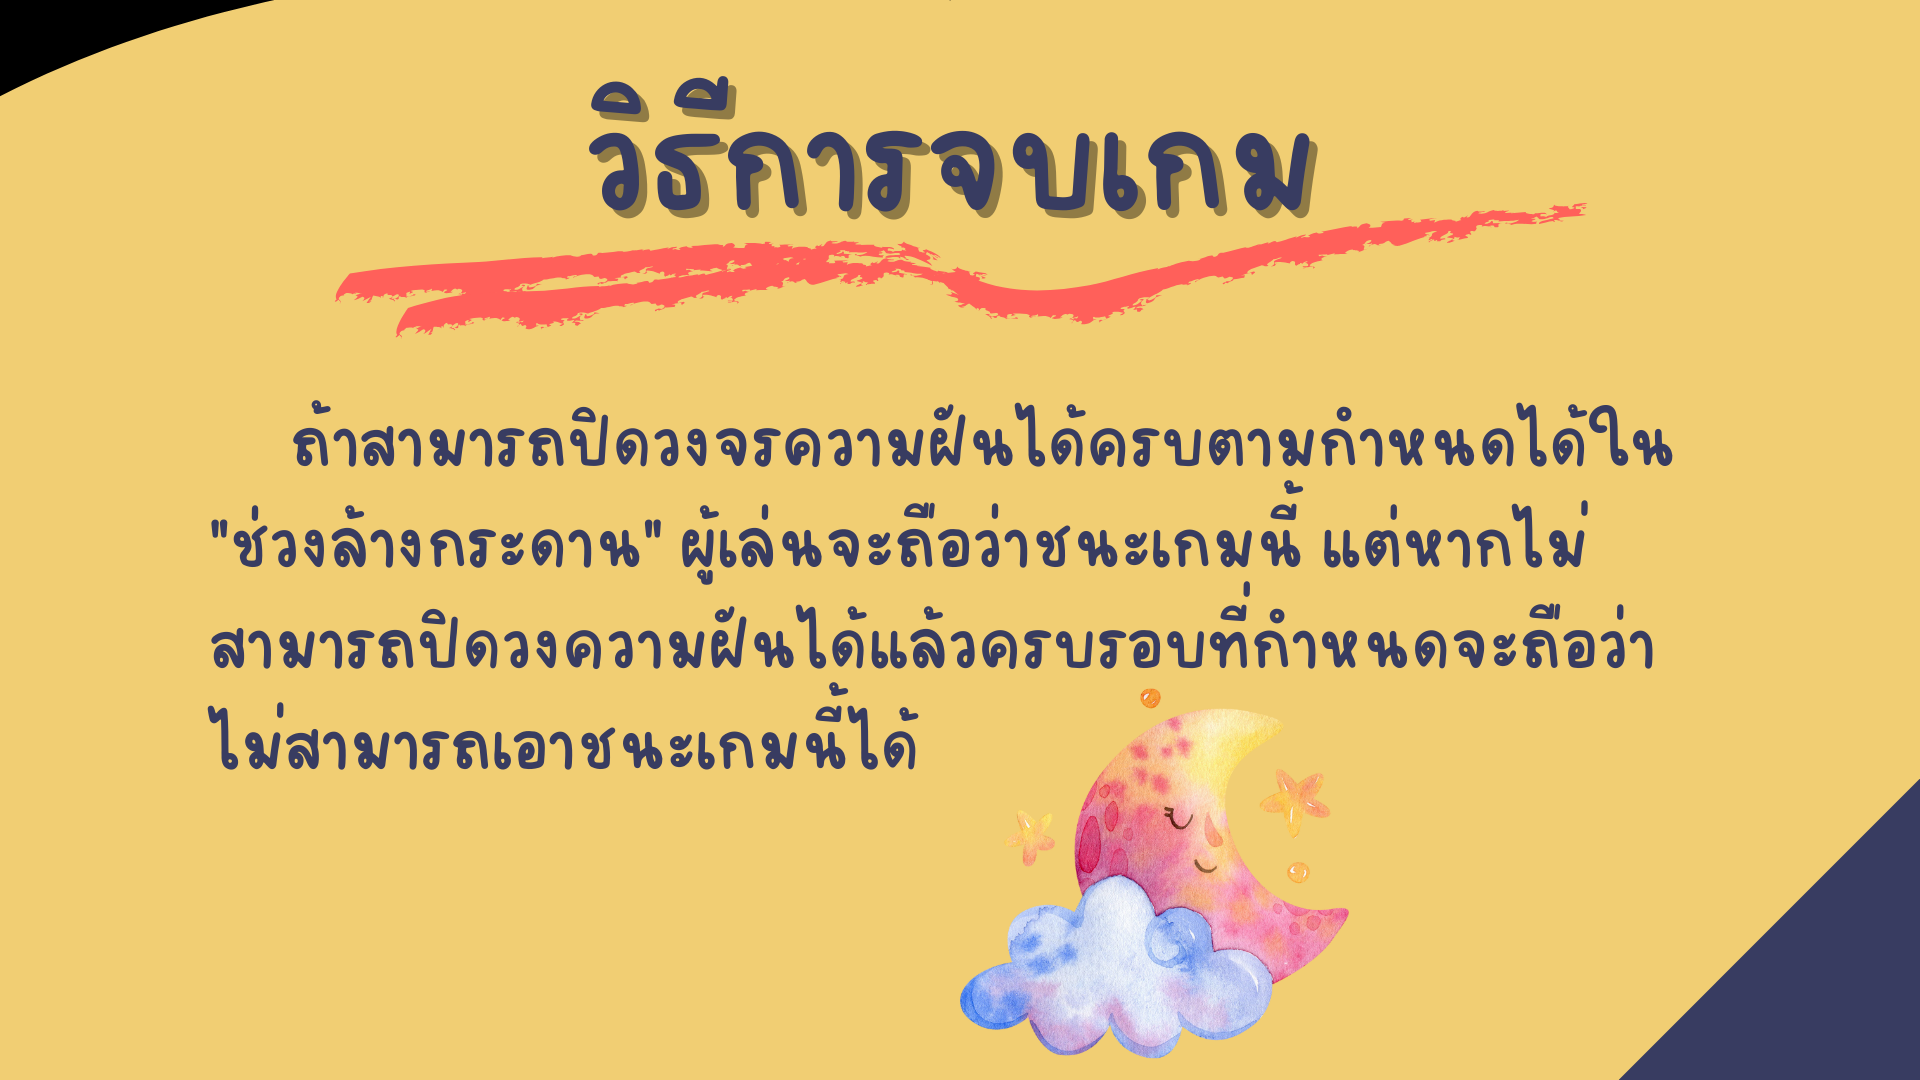 วิธีการจบเกม
ถ้าสามารถปิดวงจรความฝันได้ครบตามกำหนดได้ใน
"ช่วงล้างกระดาน" ผู้เล่นจะถือว่าชนะเกมนี้ แต่หากไม่
สามารถปิดวงความฝันได้แล้วครบรอบที่กำหนดจะถือว่า
ไม่สามารถเอาชนะเกมนี้ได้